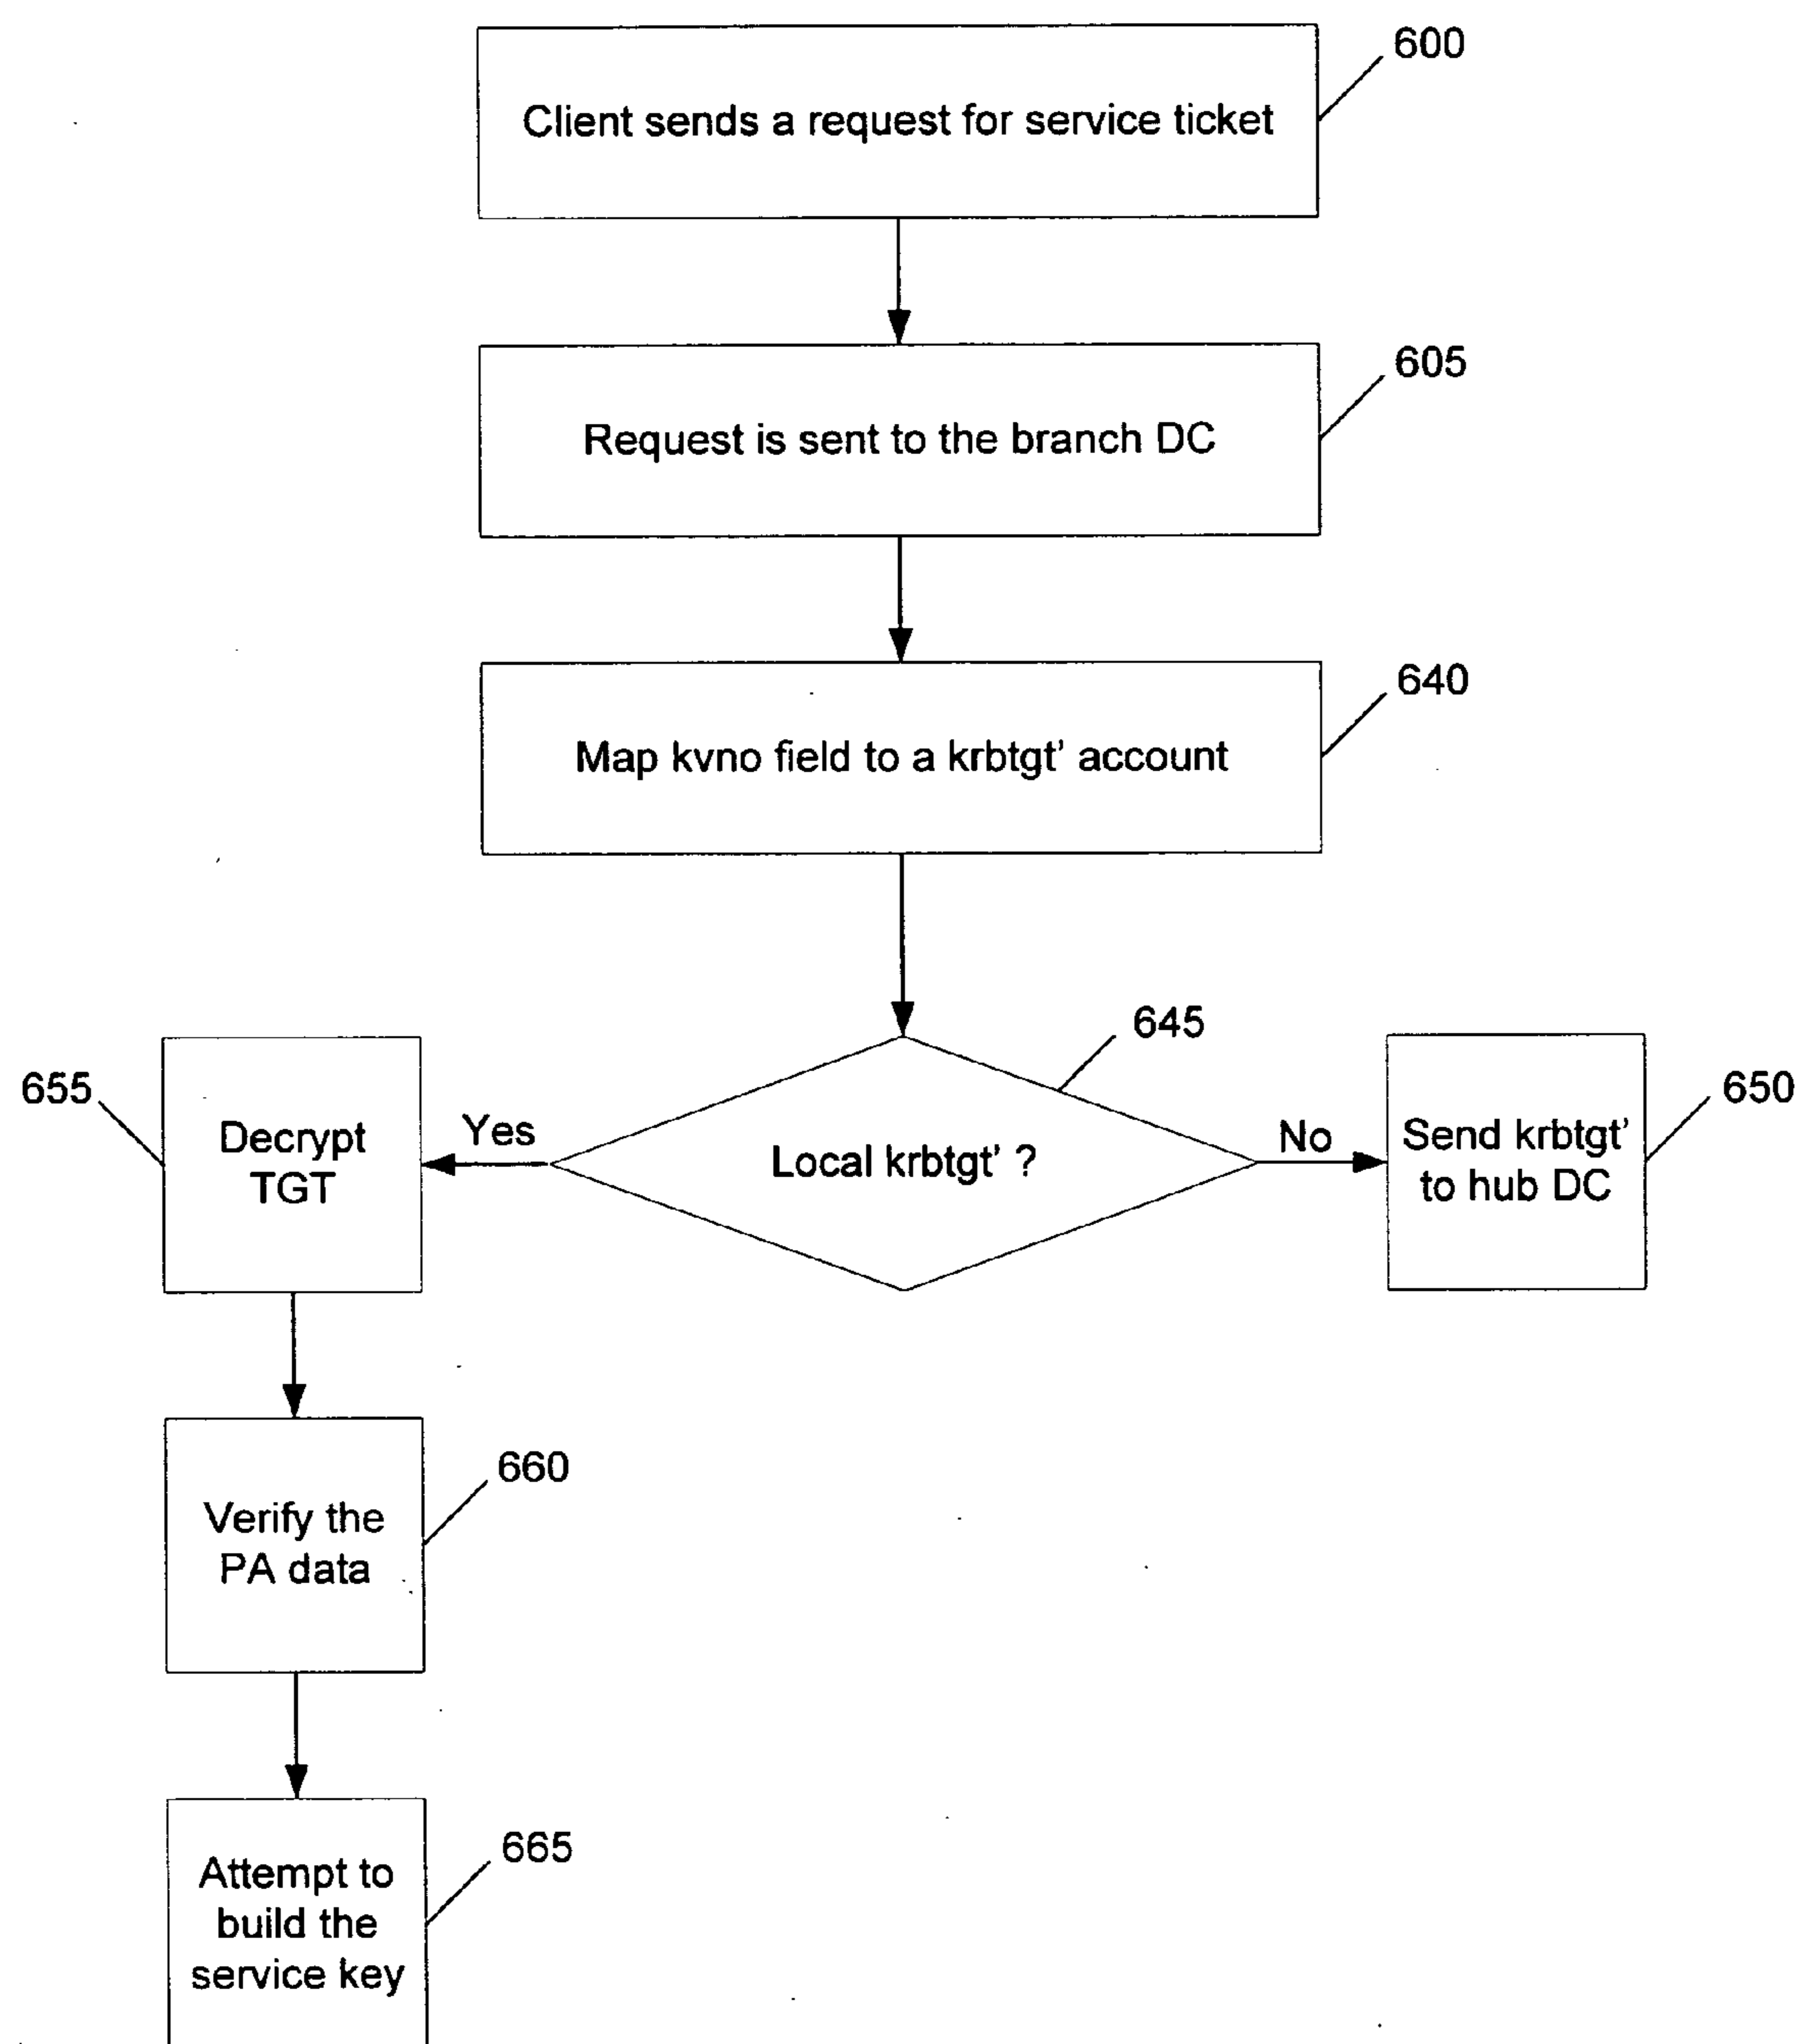 600
Client sends a request for service ticket
605
Request is sent to the branch DC
640
Map kvno field to a krbtgt' account
645
655
650
Decrypt
TGT
Yes
Local krbtgt' ?
No
Send krbtgt'
to hub DC
660
Verify the
PA data
665
Attempt to
build the
service key